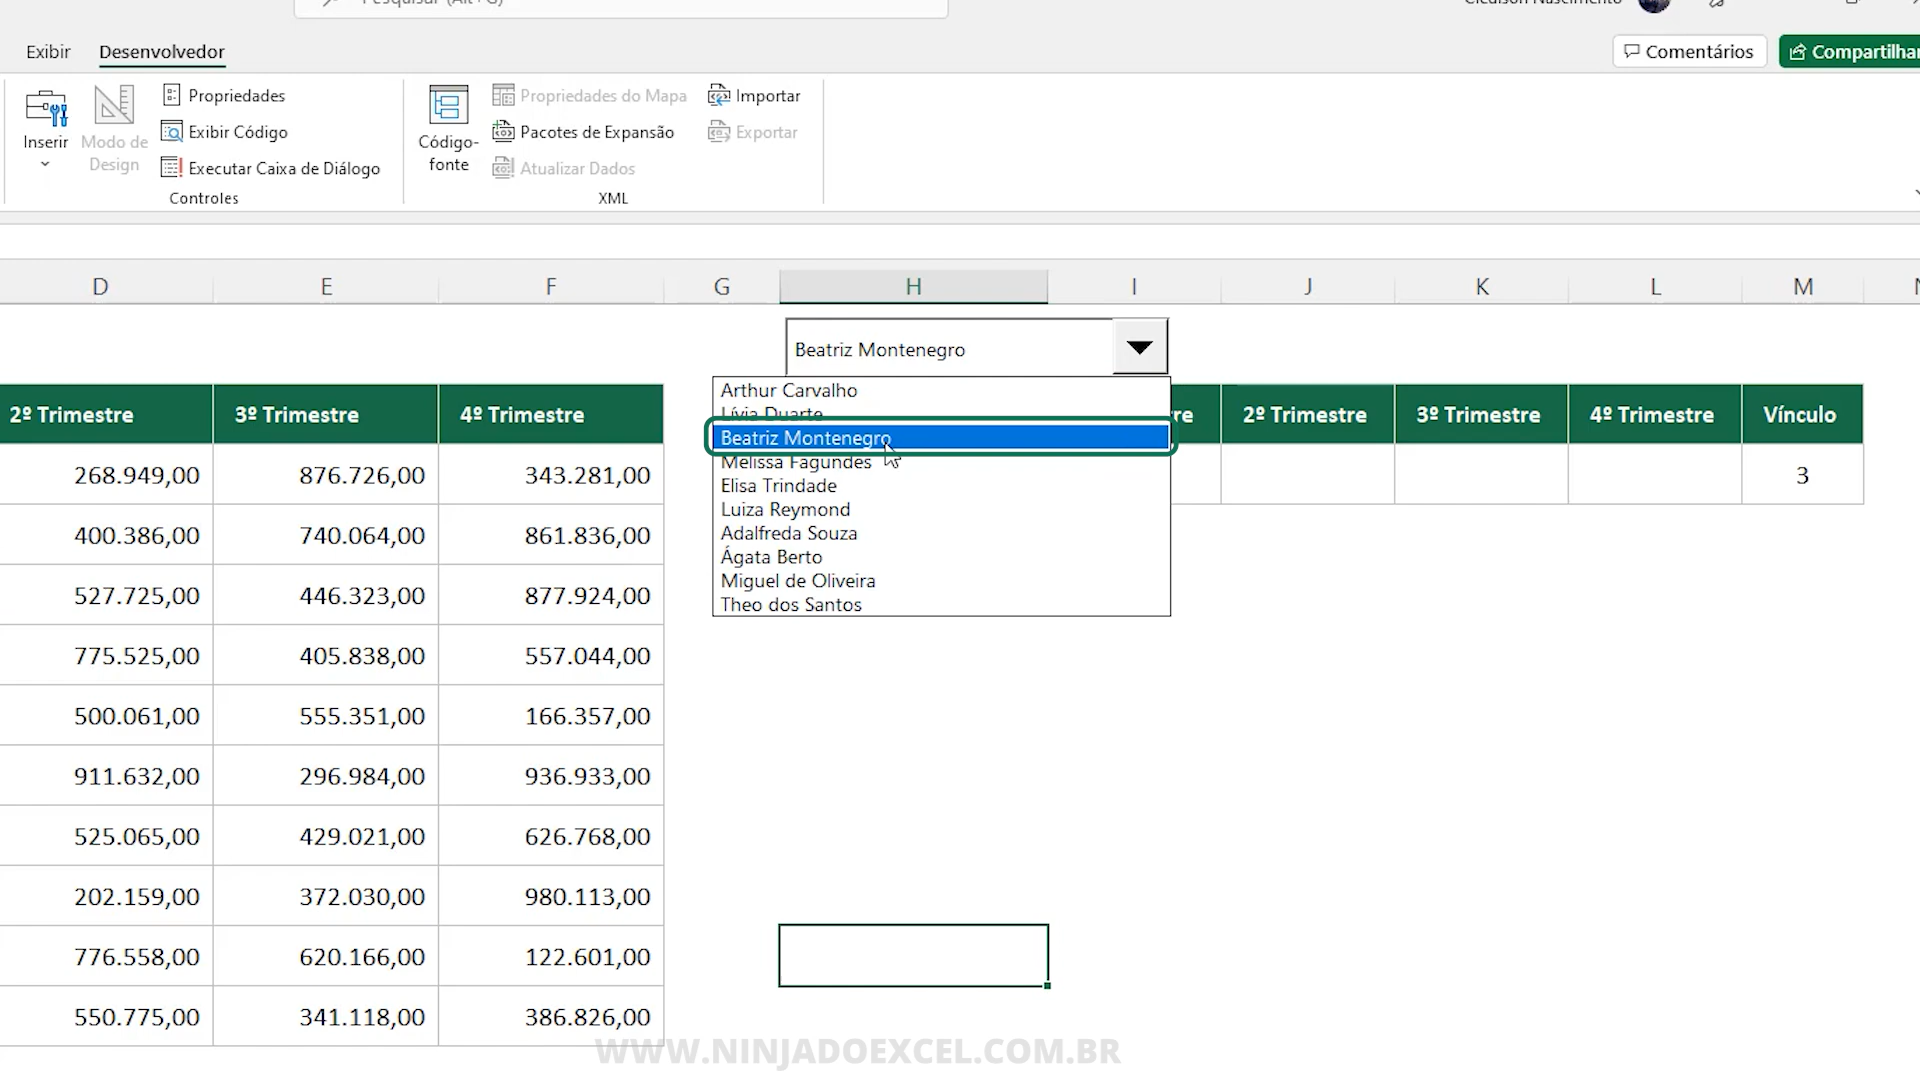 Pesquisar (Alt+G)
Cledison Nascimento
Exibir Desenvolvedor
Comentários Compartilhar
Propriedades
Exibir Código
Executar Caixa de Diálogo
Inserir
Modo de
Design
Controles
Código-
fonte
Propriedades do Mapa
Pacotes de Expansão
Atualizar Dados
Importar
Exportar
XML
D E F G H I J K L M N
Beatriz Montenegro
Arthur Carvalho
Lívia Duarte
Beatriz Montenegro
Melissa Fagundes
Elisa Trindade
Luiza Reymond
Adalfreda Souza
Ágata Berto
Miguel de Oliveira
Theo dos Santos
2º Trimestre 3º Trimestre 4º Trimestre
268.949,00 876.726,00 343.281,00
400.386,00 740.064,00 861.836,00
527.725,00 446.323,00 877.924,00
775.525,00 405.838,00 557.044,00
500.061,00 555.351,00 166.357,00
911.632,00 296.984,00 936.933,00
525.065,00 429.021,00 626.768,00
202.159,00 372.030,00 980.113,00
776.558,00 620.166,00 122.601,00
550.775,00 341.118,00 386.826,00
re 2º Trimestre 3º Trimestre 4º Trimestre Vínculo
3
WWW.NINJADOEXCEL.COM.BR